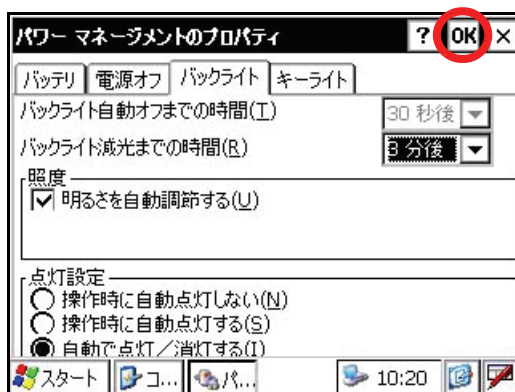 パワー マネージメントのプロパティ ? OK ×
バッテリ 電源オフ バックライト キーライト
バックライト自動オフまでの時間(T) 30 秒後
バックライト減光までの時間(R) 3 分後
照度
明るさを自動調節する(U)
点灯設定
操作時に自動点灯しない(N)
操作時に自動点灯する(S)
自動で点灯/消灯する(I)
スタート コ... パ... 10:20